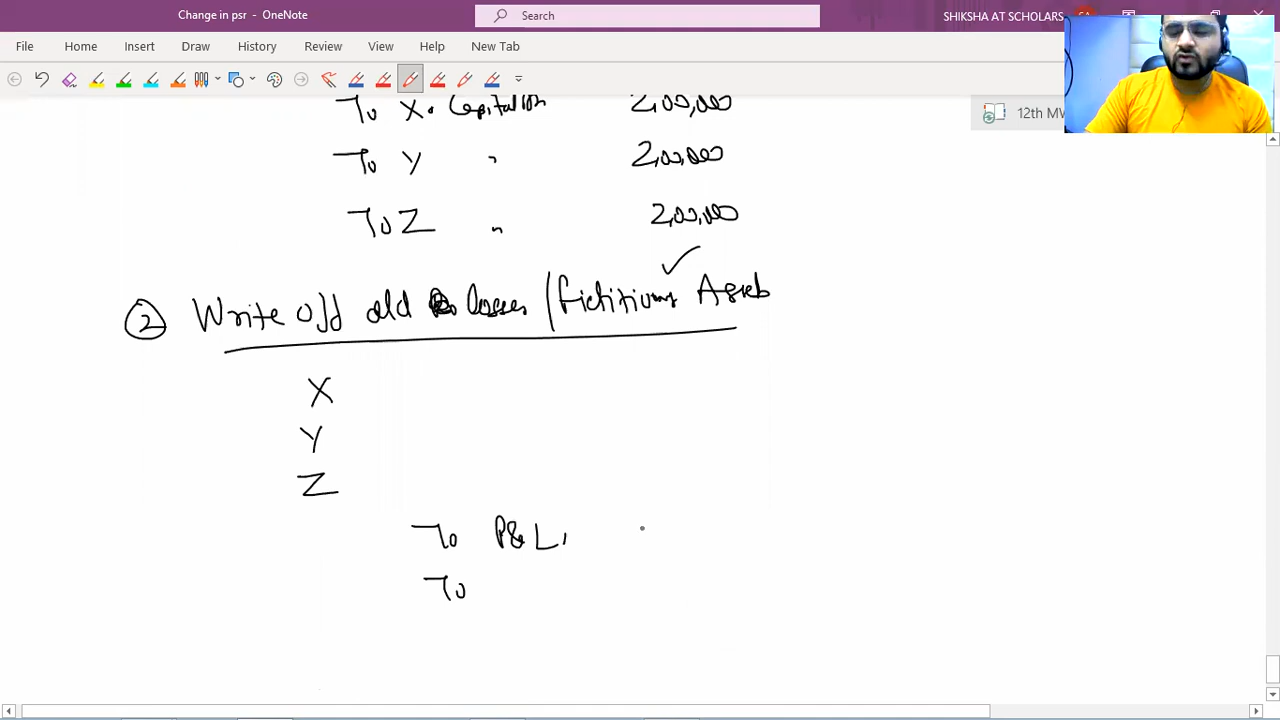 Change in psr - OneNote
Search
SHIKSHA AT SCHOLARS
File Home Insert Draw History Review View Help New Tab
12th MW
To X. Capital 2,00,000
To Y " 2,00,000
To Z " 2,00,000
② Write off old losses / fictitious Assets
X
Y
Z
To P&L
To